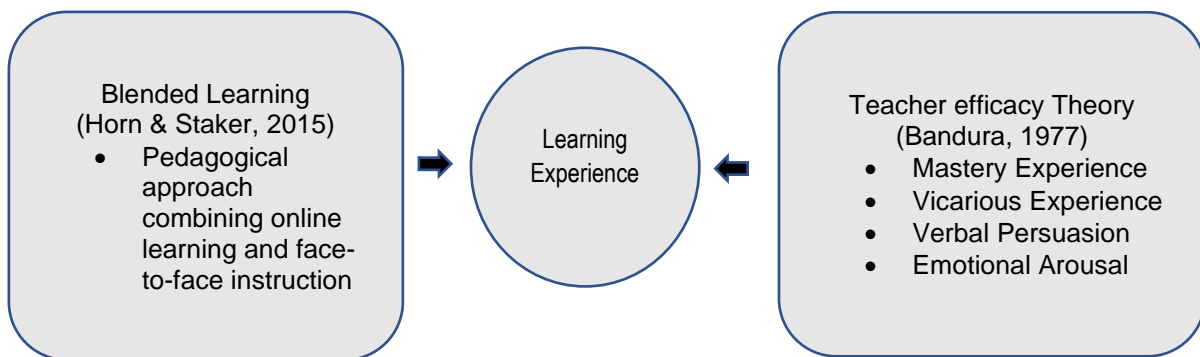 Blended Learning
(Horn & Staker, 2015)
• Pedagogical
approach
combining online
learning and face-
to-face instruction
Learning
Experience
Teacher efficacy Theory
(Bandura, 1977)
• Mastery Experience
• Vicarious Experience
• Verbal Persuasion
• Emotional Arousal